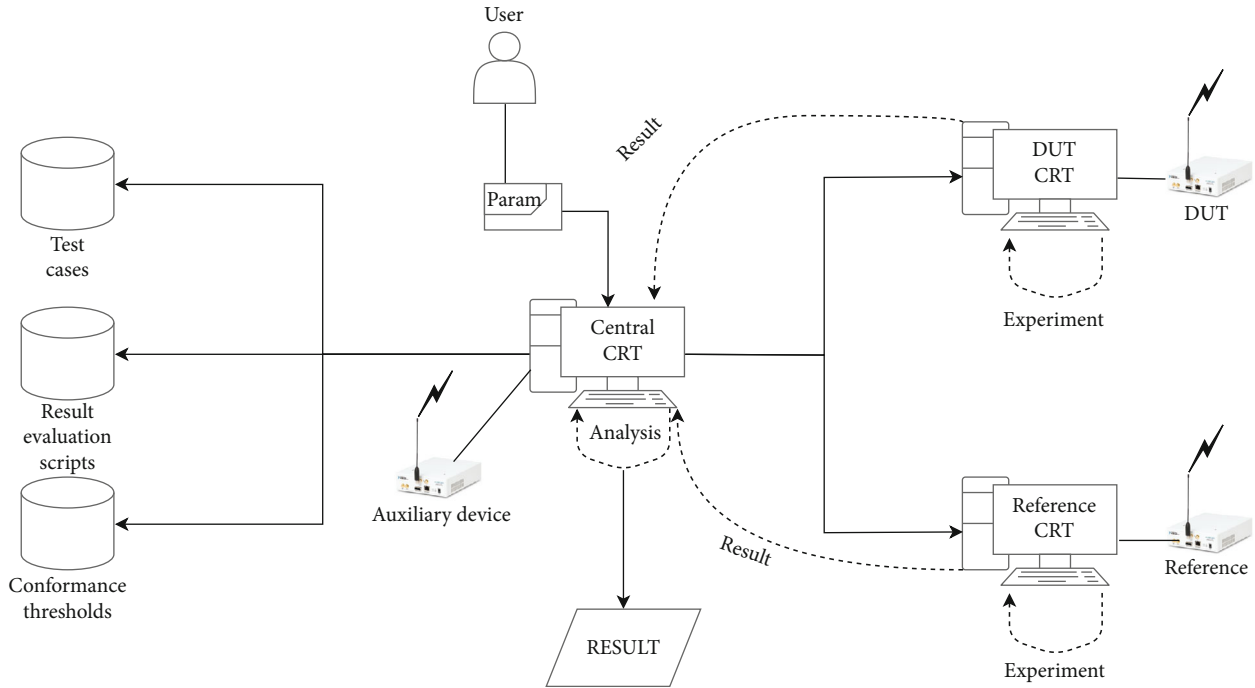 User
Param
Result
DUT
CRT
DUT
Experiment
Test
cases
Central
CRT
Result
evaluation
scripts
Analysis
Auxiliary device
Result
Reference
CRT
Reference
Experiment
Conformance
thresholds
RESULT